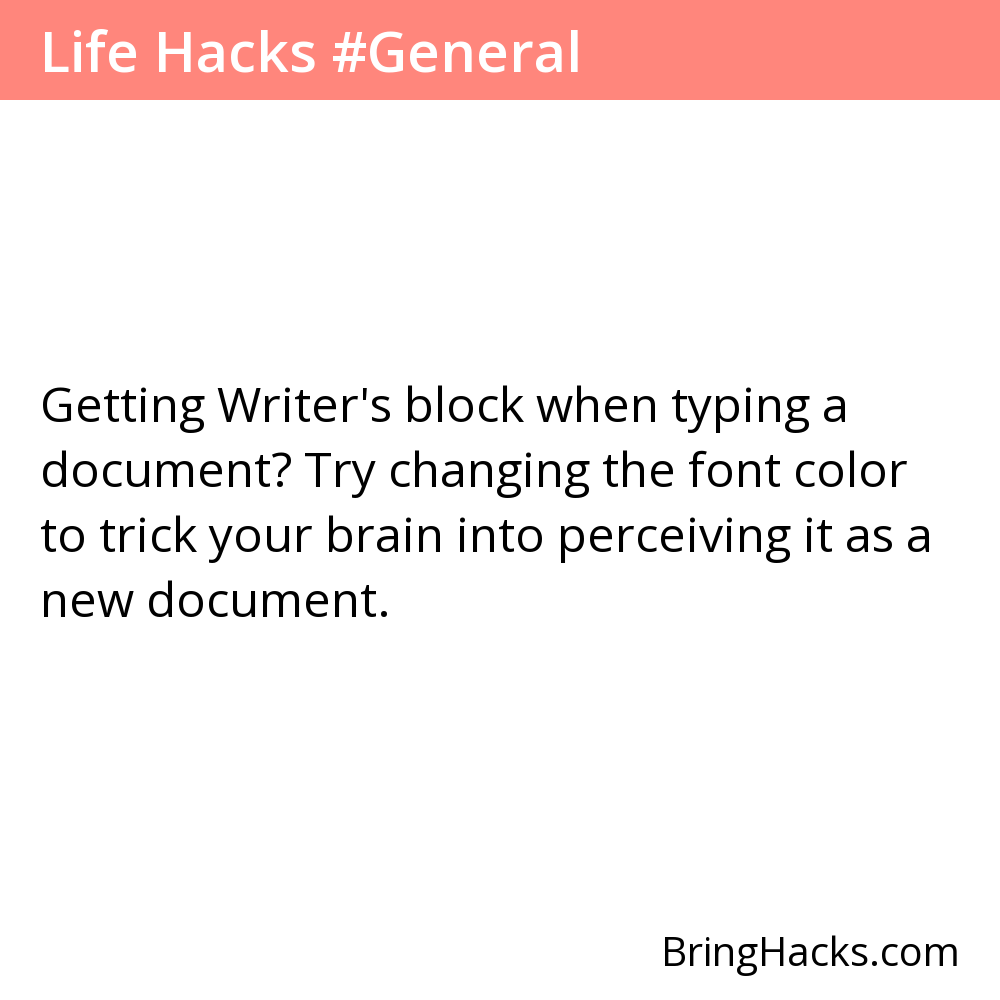 Life Hacks #General
Getting Writer's block when typing a
document? Try changing the font color
to trick your brain into perceiving it as a
new document.
BringHacks.com